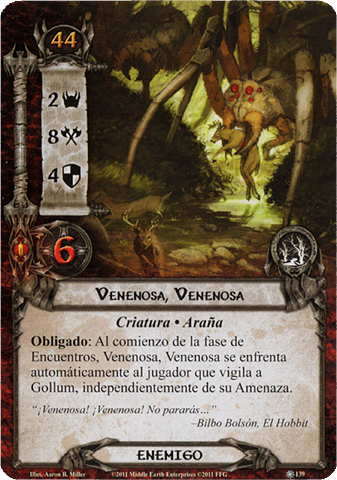 44
2
8
4
6
Venenosa, Venenosa
Criatura • Araña
Obligado: Al comienzo de la fase de
Encuentros, Venenosa, Venenosa se enfrenta
automáticamente al jugador que vigila a
Gollum, independientemente de su Amenaza.
“¡Venenosa! ¡Venenosa! No pararás…”
–Bilbo Bolsón, El Hobbit
ENEMIGO
Illus. Aaron B. Miller ©2011 Middle Earth Enterprises ©2011 FFG 139